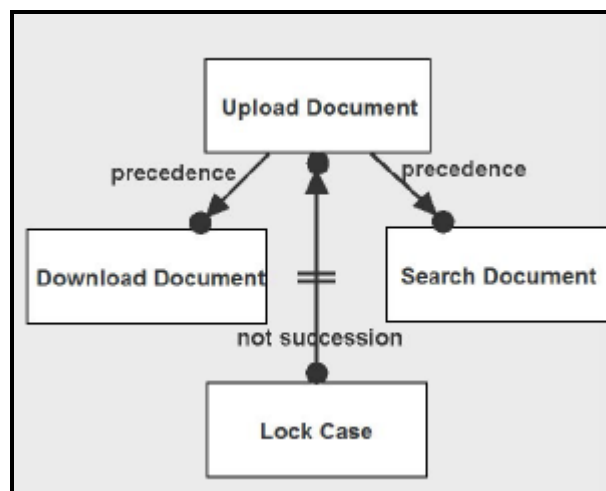 Upload Document
precedence
precedence
Download Document
Search Document
not succession
Lock Case